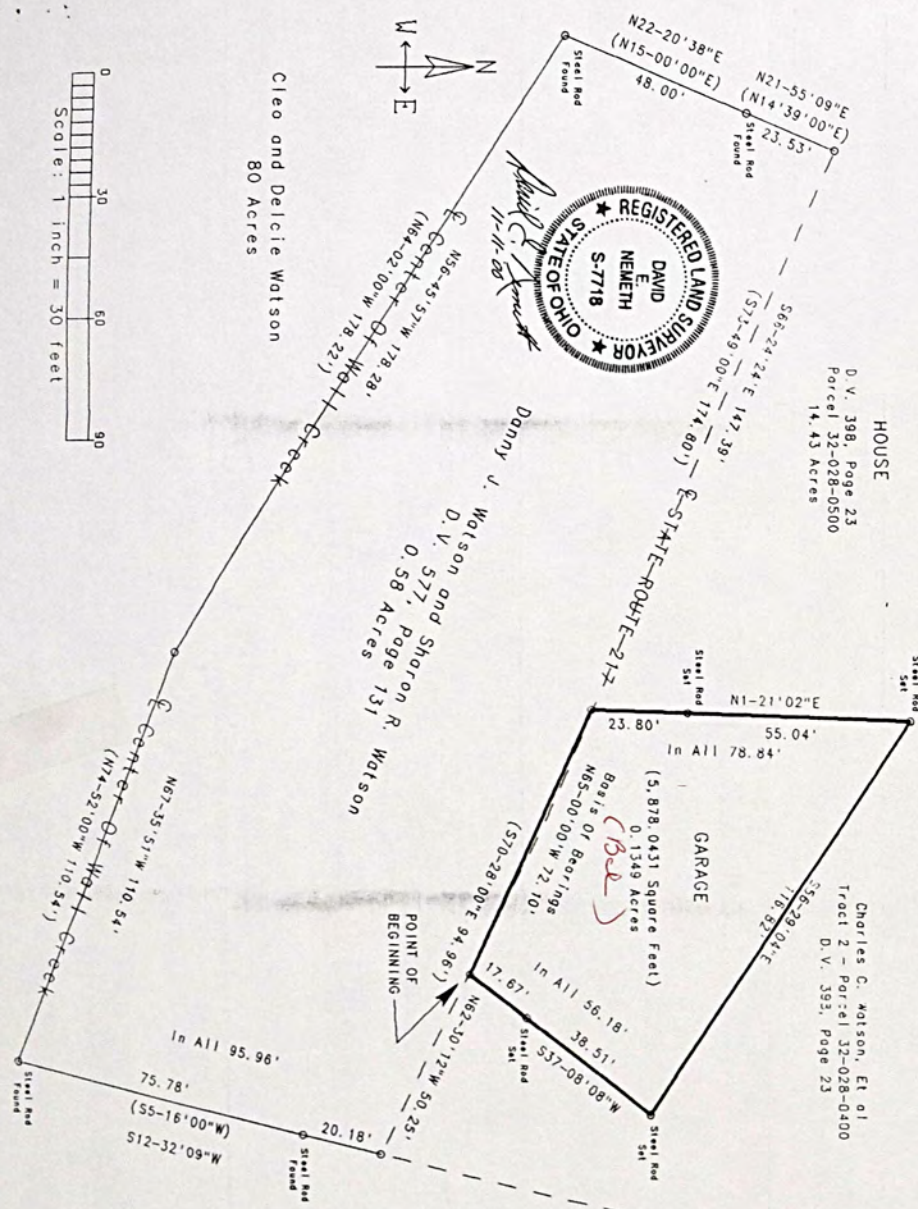 N22-20'38"E
(N15-00'00"E)
48.00'
N21-55'09"E
(N14'39'00"E)
23.53'
Steel Rod
Found
Steel Rod
Found
W
E
N
Cleo and Delcie Watson
80 Acres
0
30
60
90
Scale: 1 inch = 30 feet
REGISTERED LAND SURVEYOR
STATE OF OHIO
DAVID
E.
NEMETH
S-7718
11-11-00
HOUSE
D.V. 398, Page 23
Parcel 32-028-0500
14.43 Acres
S66-24'24"E 147.39'
(S73-49'00"E 174.80')
℄ STATE ROUTE 217
N56-45'57"W 178.28'
℄ Center Of Wall Creek
(N64-02'00"W 178.22')
Danny J. Watson and Sharon R. Watson
D.V. 577, Page 131
0.58 Acres
N67-35'51"W 110.54'
℄ Center Of Wall Creek
(N74-52'00"W 110.54')
Steel Rod
Set
N1-21'02"E
Steel Rod
Set
23.80'
55.04'
In All 78.84'
GARAGE
(5,878.0431 Square Feet)
0.1349 Acres
Basis Of Bearings
N65-00'00"W 72.10'
(S70-28'00"E 94.96')
S56-29'04"E
116.82'
Charles C. Watson, Et al
Tract 2 - Parcel 32-028-0400
D.V. 393, Page 23
POINT OF
BEGINNING
17.67'
In All 56.18'
38.51'
S37-08'08"W
Steel Rod
Set
Steel Rod
Set
N62-30'12"W 50.25'
In All 95.96'
75.78'
(S5-16'00"W)
S12-32'09"W
20.18'
Steel Rod
Found
Steel Rod
Found